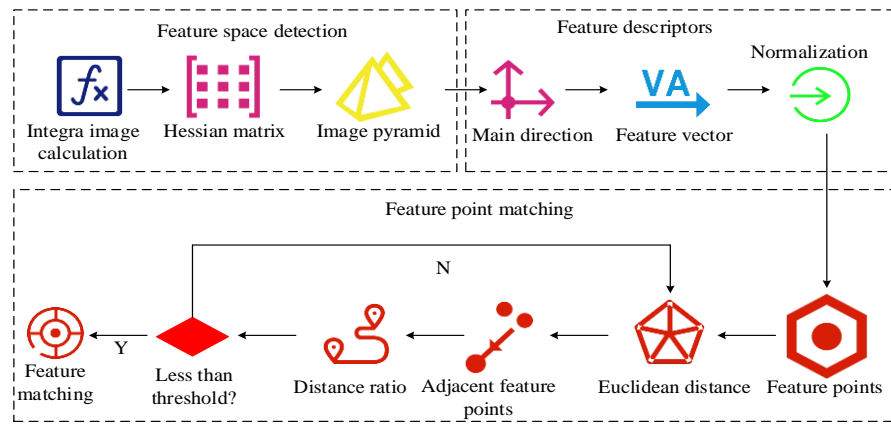 Feature space detection
Feature descriptors
Normalization
fx
VA
Integra image
calculation
Hessian matrix
Image pyramid
Main direction
Feature vector
Feature point matching
N
Y
Feature
matching
Less than
threshold?
Distance ratio
Adjacent feature
points
Euclidean distance
Feature points